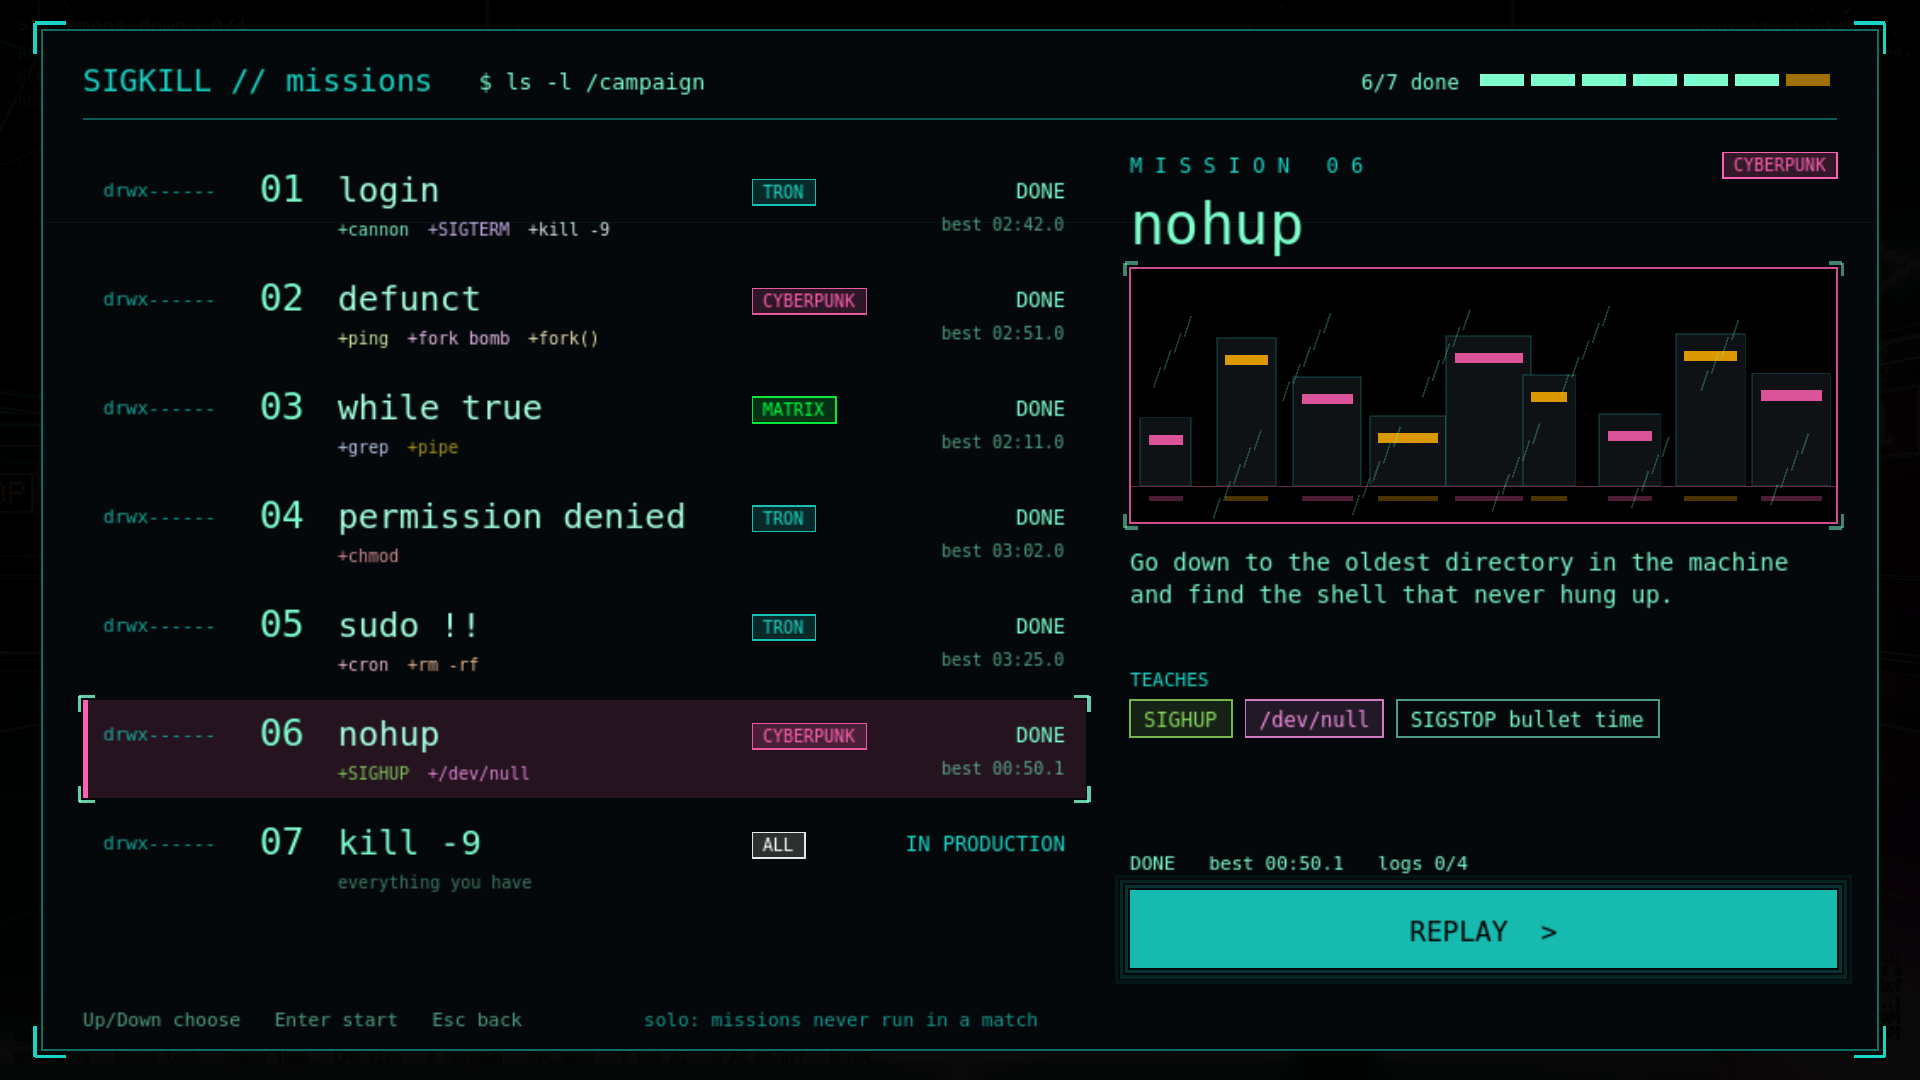 SIGKILL // missions $ ls -l /campaign 6/7 done
drwx------ 01 login TRON DONE
+cannon +SIGTERM +kill -9 best 02:42.0
drwx------ 02 defunct CYBERPUNK DONE
+ping +fork bomb +fork() best 02:51.0
drwx------ 03 while true MATRIX DONE
+grep +pipe best 02:11.0
drwx------ 04 permission denied TRON DONE
+chmod best 03:02.0
drwx------ 05 sudo !! TRON DONE
+cron +rm -rf best 03:25.0
drwx------ 06 nohup CYBERPUNK DONE
+SIGHUP +/dev/null best 00:50.1
drwx------ 07 kill -9 ALL IN PRODUCTION
everything you have
MISSION 06 CYBERPUNK
nohup
Go down to the oldest directory in the machine
and find the shell that never hung up.
TEACHES
SIGHUP /dev/null SIGSTOP bullet time
DONE best 00:50.1 logs 0/4
REPLAY >
Up/Down choose Enter start Esc back solo: missions never run in a match